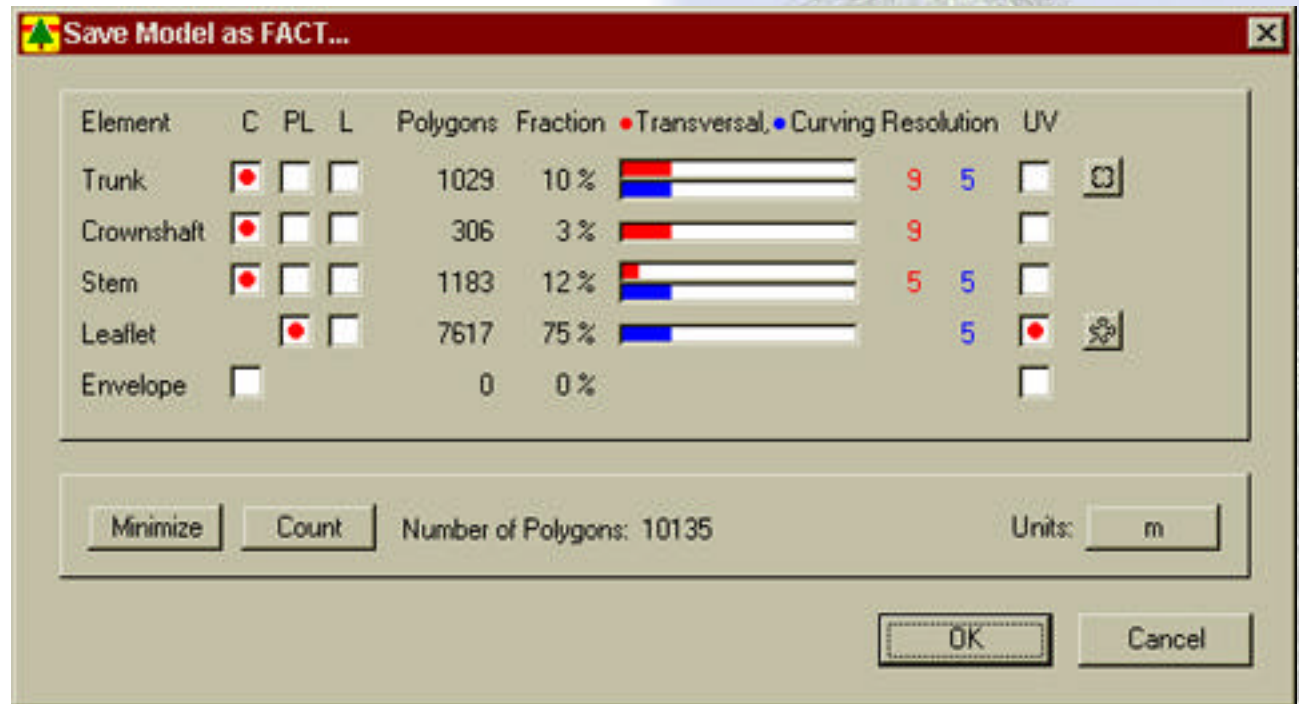 Save Model as FACT...
Element C PL L Polygons Fraction Transversal, Curving Resolution UV
Trunk 1029 10 % 9 5
Crownshaft 306 3 % 9
Stem 1183 12 % 5 5
Leaflet 7617 75 % 5
Envelope 0 0 %
Minimize Count Number of Polygons: 10135 Units: m
OK Cancel